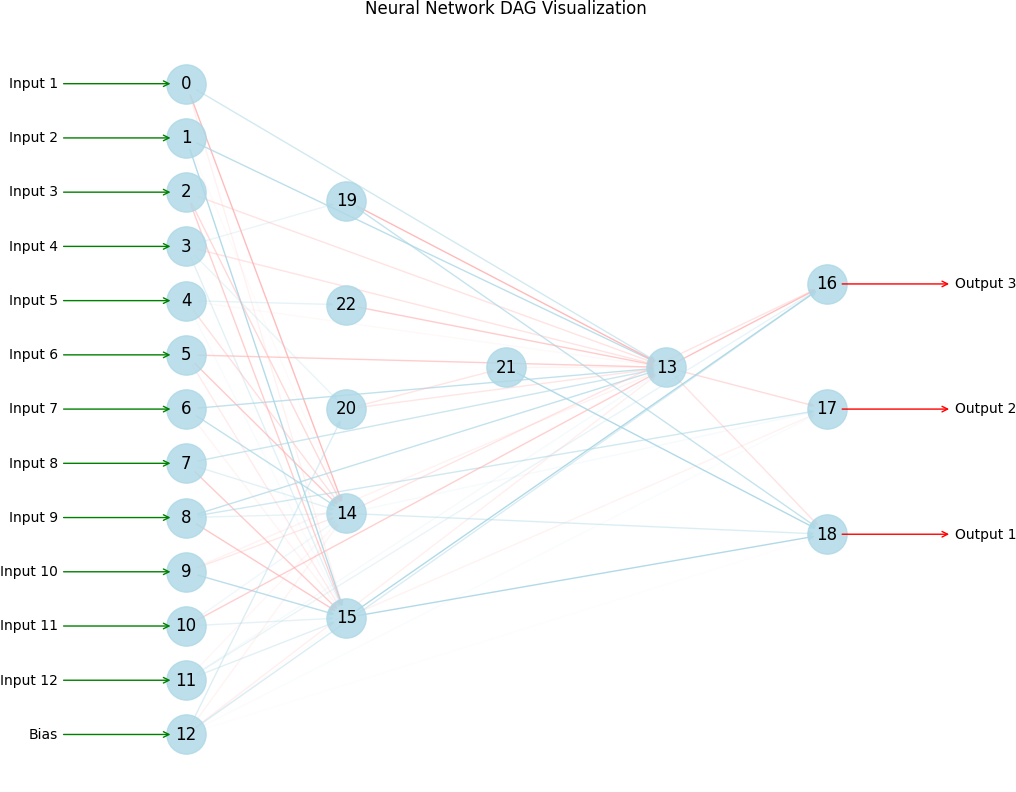 Neural Network DAG Visualization
Input 1
0
Input 2
1
Input 3
2
19
Input 4
3
16
Output 3
Input 5
4
22
Input 6
5
21
13
Input 7
6
20
17
Output 2
Input 8
7
Input 9
8
14
18
Output 1
Input 10
9
Input 11
10
15
Input 12
11
Bias
12